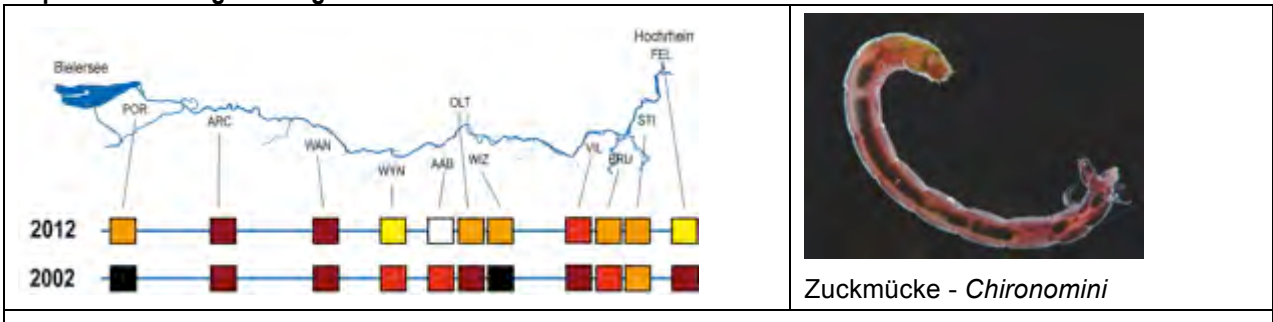 Hochrhein
FEL
Bielersee
POR
ARC
WAN
WYN
AAB
OLT
WIZ
VIL
BRU
STI
2012
2002
Zuckmücke - Chironomini